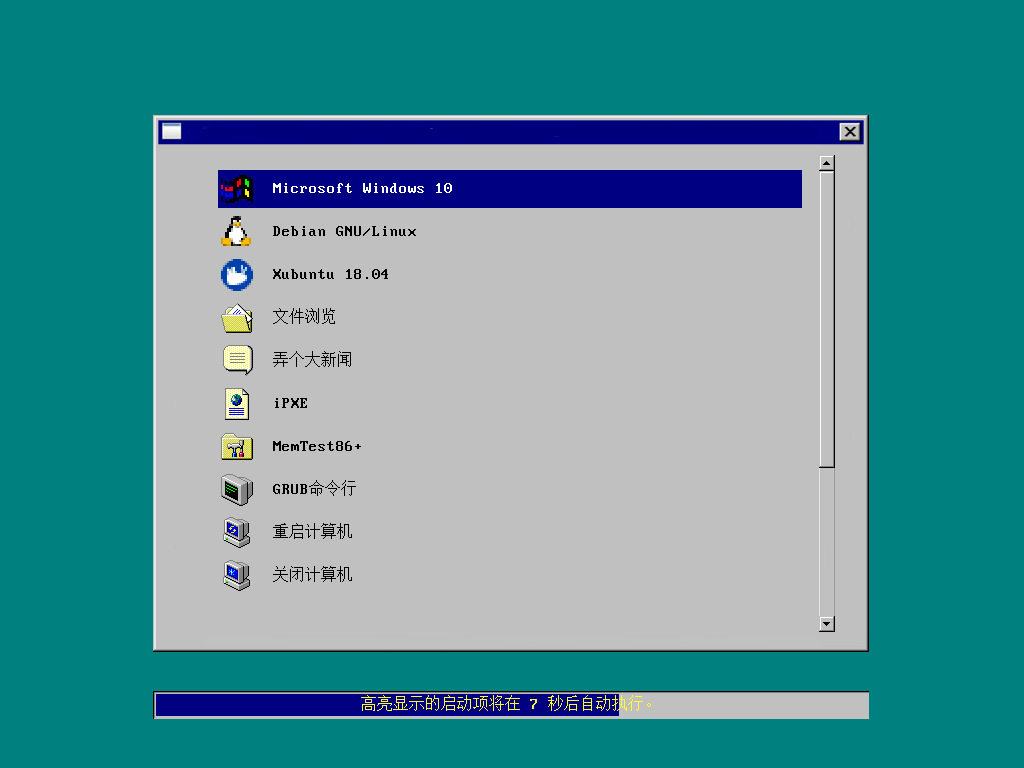 Microsoft Windows 10
Debian GNU/Linux
Xubuntu 18.04
文件浏览
弄个大新闻
iPXE
MemTest86+
GRUB命令行
重启计算机
关闭计算机
高亮显示的启动项将在 7 秒后自动执行。